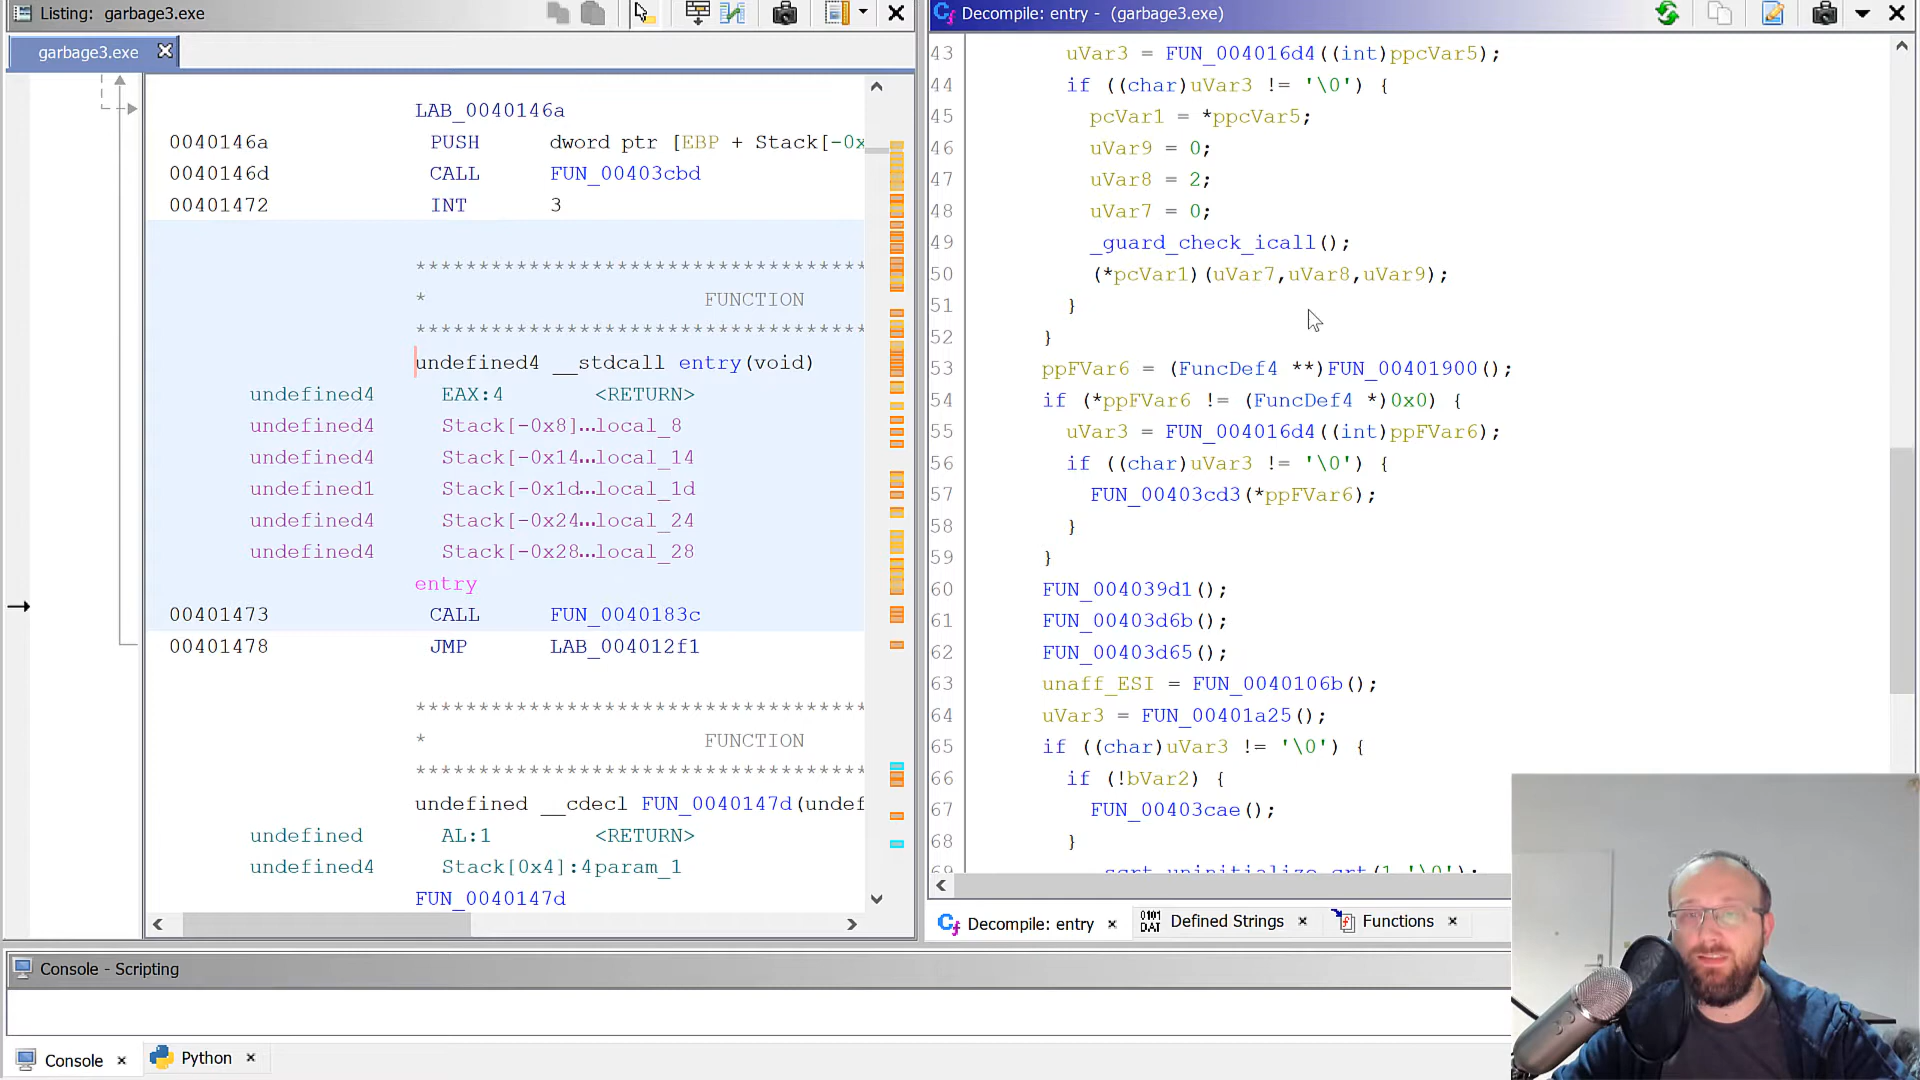 Listing: garbage3.exe
garbage3.exe
LAB_0040146a
0040146a PUSH dword ptr [EBP + Stack[-0x
0040146d CALL FUN_00403cbd
00401472 INT 3
****************************************
* FUNCTION
****************************************
undefined4 __stdcall entry(void)
undefined4 EAX:4 <RETURN>
undefined4 Stack[-0x8]...local_8
undefined4 Stack[-0x14...local_14
undefined1 Stack[-0x1d...local_1d
undefined4 Stack[-0x24...local_24
undefined4 Stack[-0x28...local_28
entry
00401473 CALL FUN_0040183c
00401478 JMP LAB_004012f1
****************************************
* FUNCTION
****************************************
undefined __cdecl FUN_0040147d(undef
undefined AL:1 <RETURN>
undefined4 Stack[0x4]:4param_1
FUN_0040147d
Decompile: entry - (garbage3.exe)
43 uVar3 = FUN_004016d4((int)ppcVar5);
44 if ((char)uVar3 != '\0') {
45 pcVar1 = *ppcVar5;
46 uVar9 = 0;
47 uVar8 = 2;
48 uVar7 = 0;
49 _guard_check_icall();
50 (*pcVar1)(uVar7,uVar8,uVar9);
51 }
52 }
53 ppFVar6 = (FuncDef4 **)FUN_00401900();
54 if (*ppFVar6 != (FuncDef4 *)0x0) {
55 uVar3 = FUN_004016d4((int)ppFVar6);
56 if ((char)uVar3 != '\0') {
57 FUN_00403cd3(*ppFVar6);
58 }
59 }
60 FUN_004039d1();
61 FUN_00403d6b();
62 FUN_00403d65();
63 unaff_ESI = FUN_0040106b();
64 uVar3 = FUN_00401a25();
65 if ((char)uVar3 != '\0') {
66 if (!bVar2) {
67 FUN_00403cae();
68 }
69 __scrt_uninitialize_crt(1,'\0');
Decompile: entry
Defined Strings
Functions
Console - Scripting
Console
Python